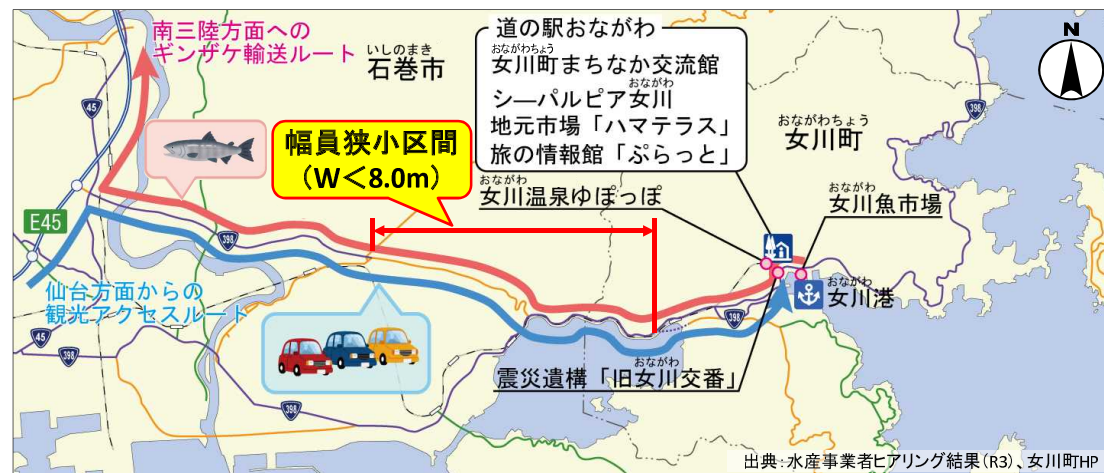 南三陸方面への
ギンザケ輸送ルート
いしのまき
石巻市
道の駅おながわ
おながわちょう
女川町まちなか交流館
おながわ
シーパルピア女川
地元市場「ハマテラス」
旅の情報館「ぷらっと」
N
おながわちょう
女川町
45
幅員狭小区間
(W<8.0m)
おながわ
女川温泉ゆぽっぽ
おながわ
女川魚市場
E45
398
398
398
おながわ
女川港
仙台方面からの
観光アクセスルート
45
398
398
398
おながわ
震災遺構「旧女川交番」
出典:水産事業者ヒアリング結果(R3)、女川町HP